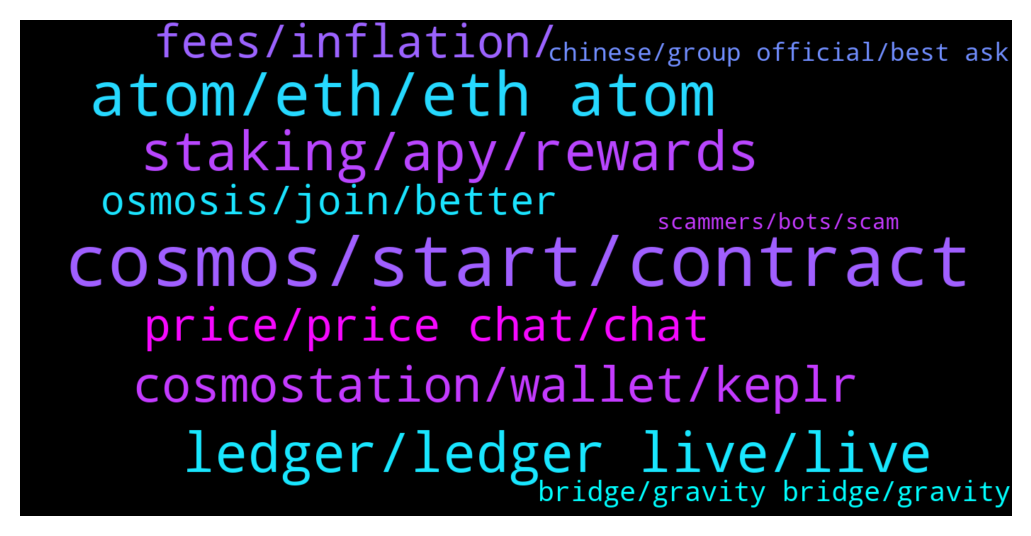 fees/inflation/
chinese/group official/best ask
atom/eth/eth atom
staking/apy/rewards
osmosis/join/better
scammers/bots/scam
cosmos/start/contract
price/price chat/chat
cosmostation/wallet/keplr
ledger/ledger live/live
bridge/gravity bridge/gravity